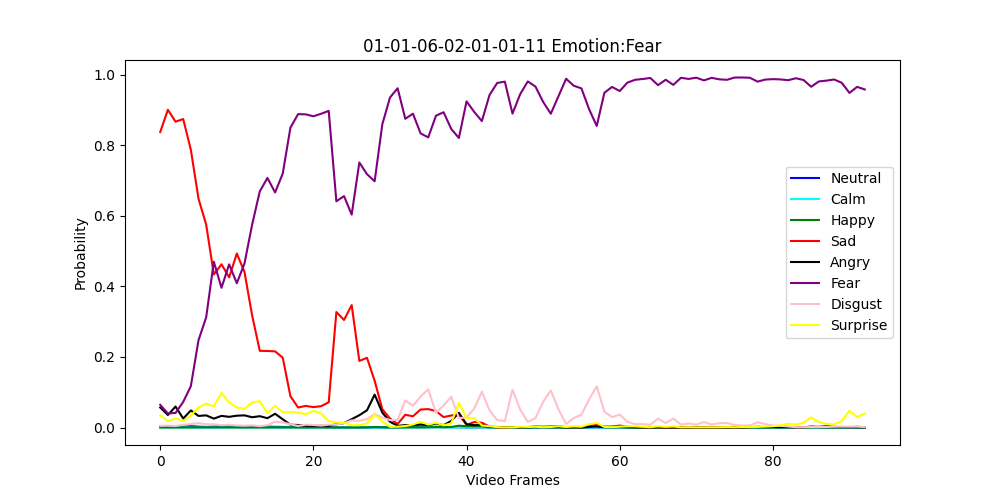 01-01-06-02-01-01-11 Emotion:Fear
1.0
0.8
0.6
0.4
0.2
0.0
Probability
Neutral
Calm
Happy
Sad
Angry
Fear
Disgust
Surprise
0 20 40 60 80
Video Frames